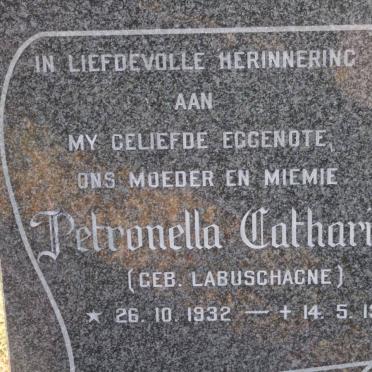 IN LIEFDEVOLLE HERINNERING
AAN
MY GELIEFDE EGGENOTE,
ONS MOEDER EN MIEMIE
Petronella
(GEB. LABUSCHAGNE)
★ 26. 10. 1932 — + 14. 5.